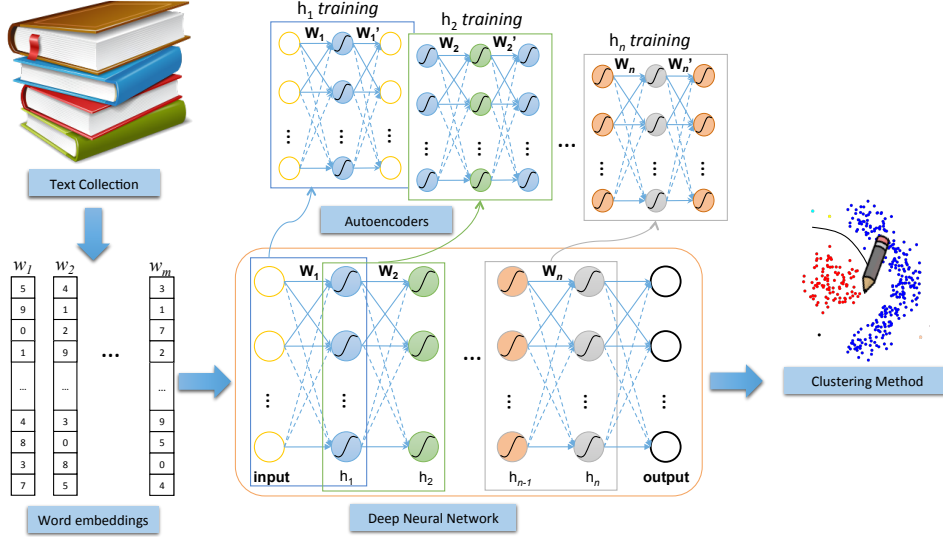 h1 training
W1 W1'
h2 training
W2 W2'
hn training
Wn Wn'
...
Text Collection
Autoencoders
w1 w2 wm
5 4 3
9 1 1
0 2 7
1 9 2
...
... ... ...
4 3 9
8 0 5
3 8 0
7 5 4
Word embeddings
W1 W2 ... Wn
input h1 h2 hn-1 hn output
Deep Neural Network
Clustering Method